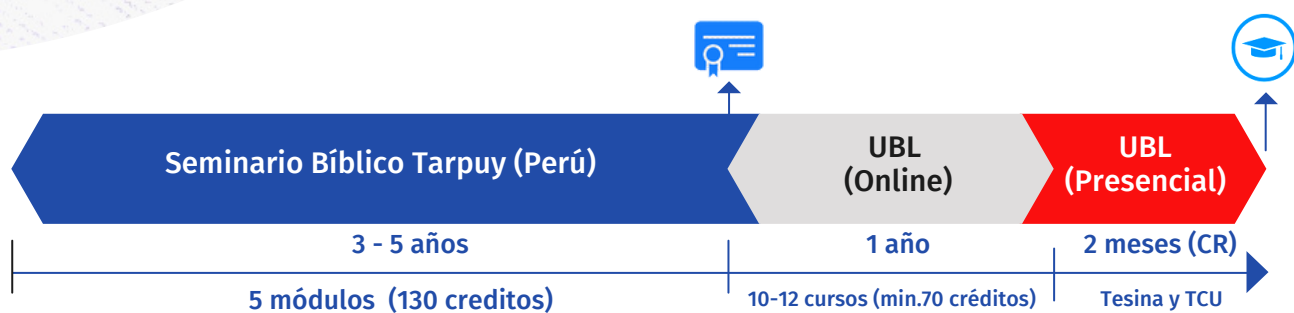 Seminario Bíblico Tarpuy (Perú)
UBL
(Online)
UBL
(Presencial)
3 - 5 años
1 año
2 meses (CR)
5 módulos (130 creditos)
10-12 cursos (min.70 créditos)
Tesina y TCU